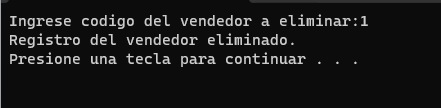 Ingrese codigo del vendedor a eliminar:1
Registro del vendedor eliminado.
Presione una tecla para continuar . . .